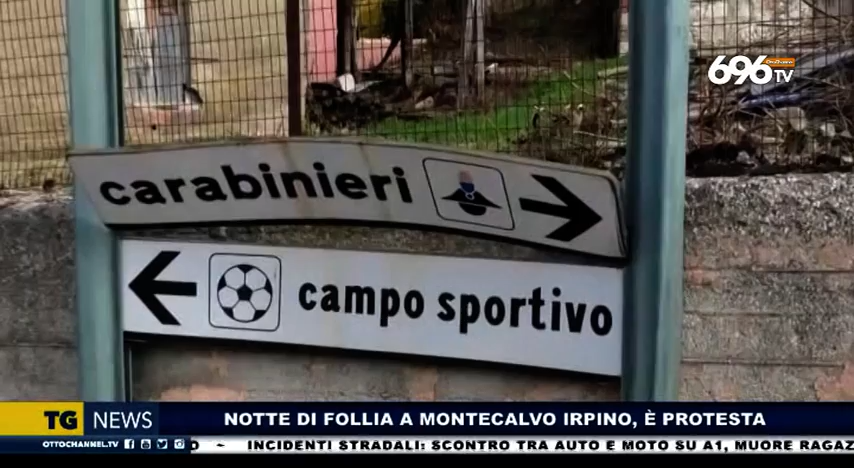 696 TV
OttoChannel
carabinieri
campo sportivo
TG NEWS
NOTTE DI FOLLIA A MONTECALVO IRPINO, È PROTESTA
OTTOCHANNEL.TV
- INCIDENTI STRADALI: SCONTRO TRA AUTO E MOTO SU A1, MUORE RAGAZ